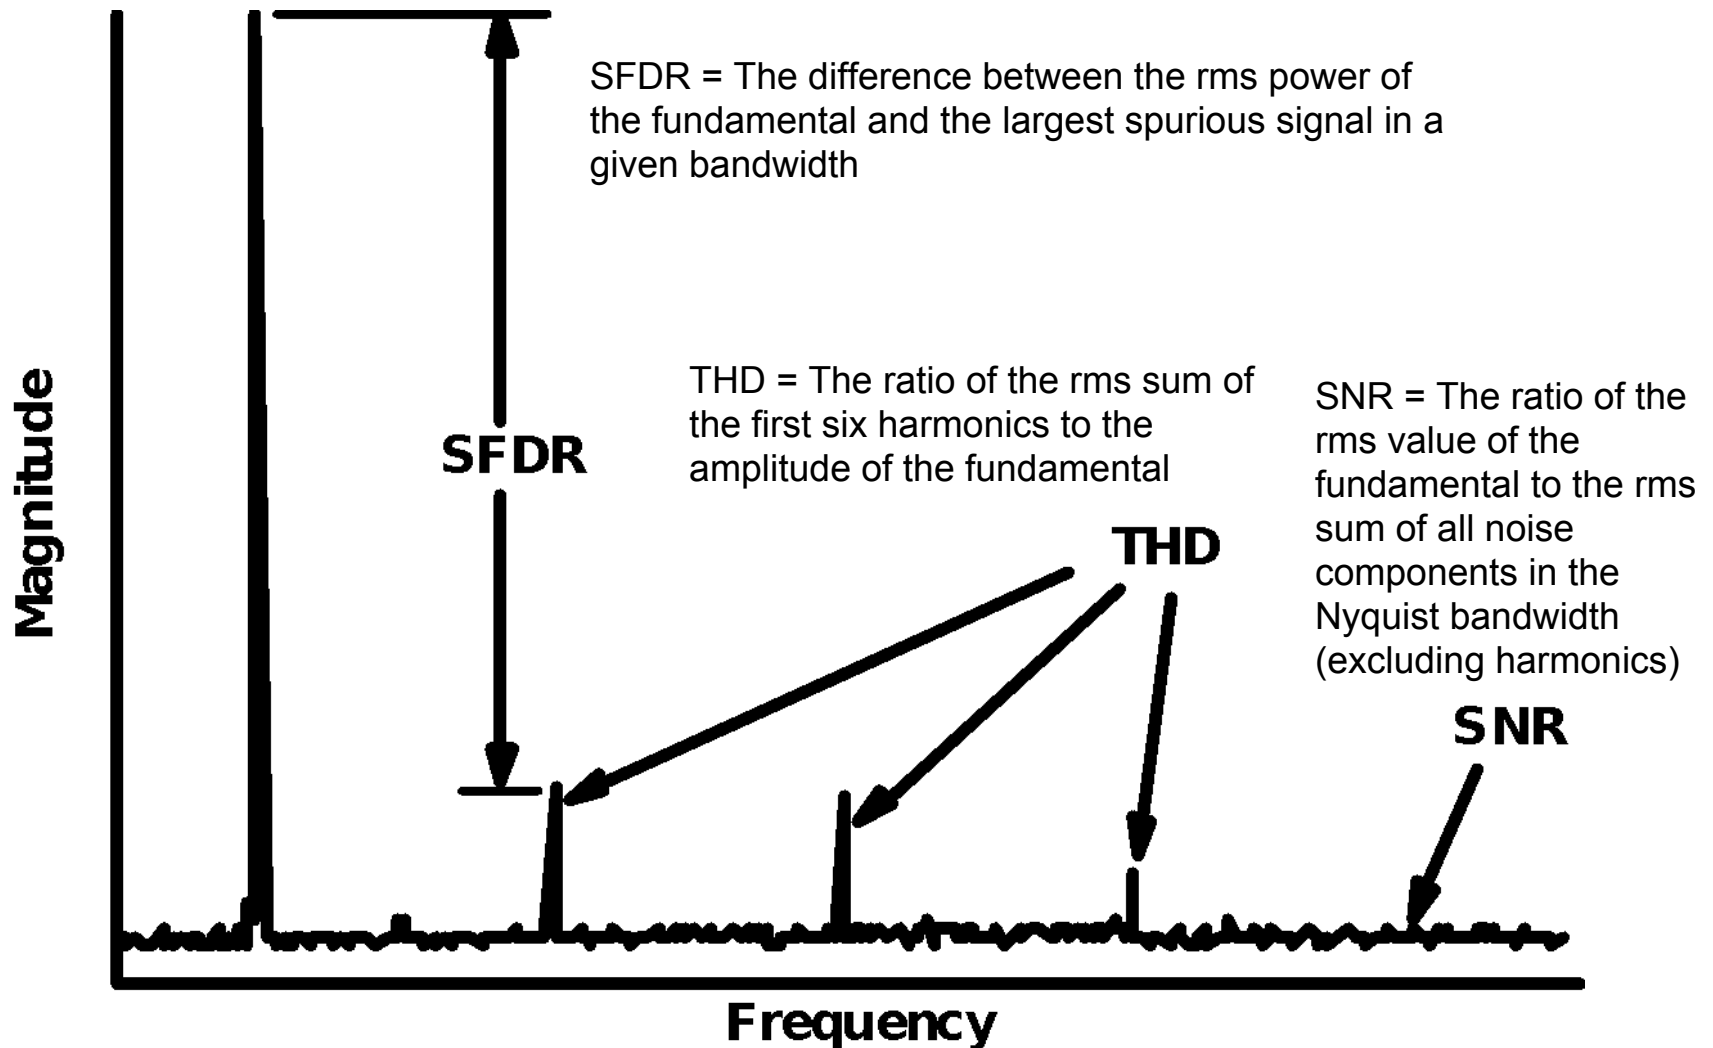 SFDR = The difference between the rms power of
the fundamental and the largest spurious signal in a
given bandwidth
Magnitude
SFDR
THD = The ratio of the rms sum of
the first six harmonics to the
amplitude of the fundamental
SNR = The ratio of the
rms value of the
fundamental to the rms
sum of all noise
components in the
Nyquist bandwidth
(excluding harmonics)
THD
SNR
Frequency